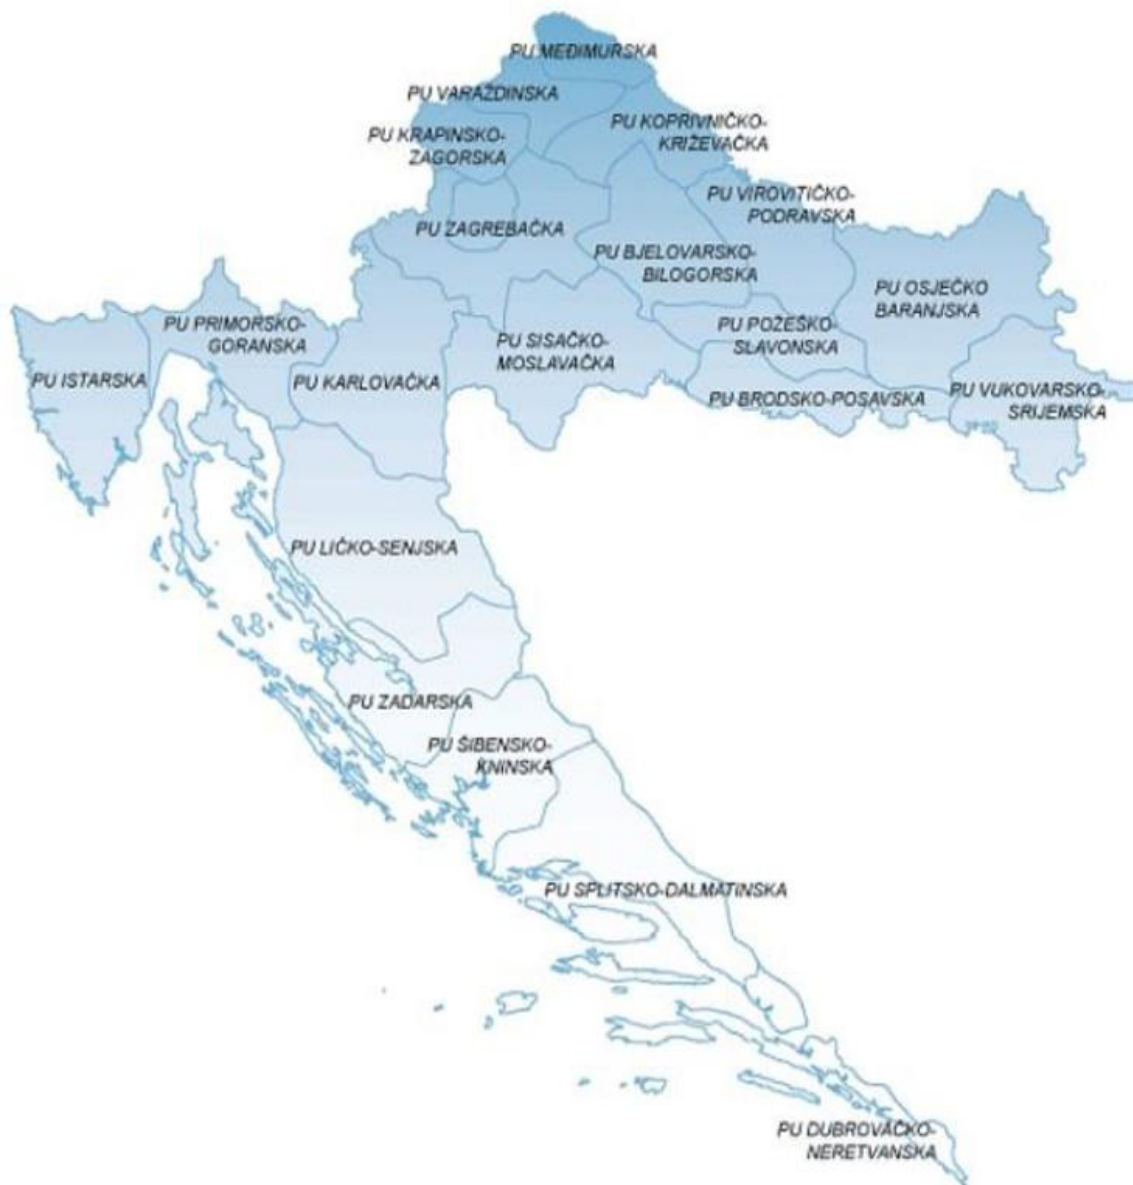 PU MEĐIMURSKA
PU VARAŽDINSKA
PU KOPRIVNIČKO-
KRIŽEVAČKA
PU KRAPINSKO-
ZAGORSKA
PU VIROVITIČKO-
PODRAVSKA
PU ZAGREBAČKA
PU BJELOVARSKO-
BILOGORSKA
PU OSJEČKO
BARANJSKA
PU PRIMORSKO-
GORANSKA
PU SISAČKO-
MOSLAVAČKA
PU POŽEŠKO-
SLAVONSKA
PU ISTARSKA
PU KARLOVAČKA
PU BRODSKO-POSAVSKA
PU VUKOVARSKO-
SRIJEMSKA
PU LIČKO-SENJSKA
PU ZADARSKA
PU ŠIBENSKO-
KNINSKA
PU SPLITSKO-DALMATINSKA
PU DUBROVAČKO-
NERETVANSKA